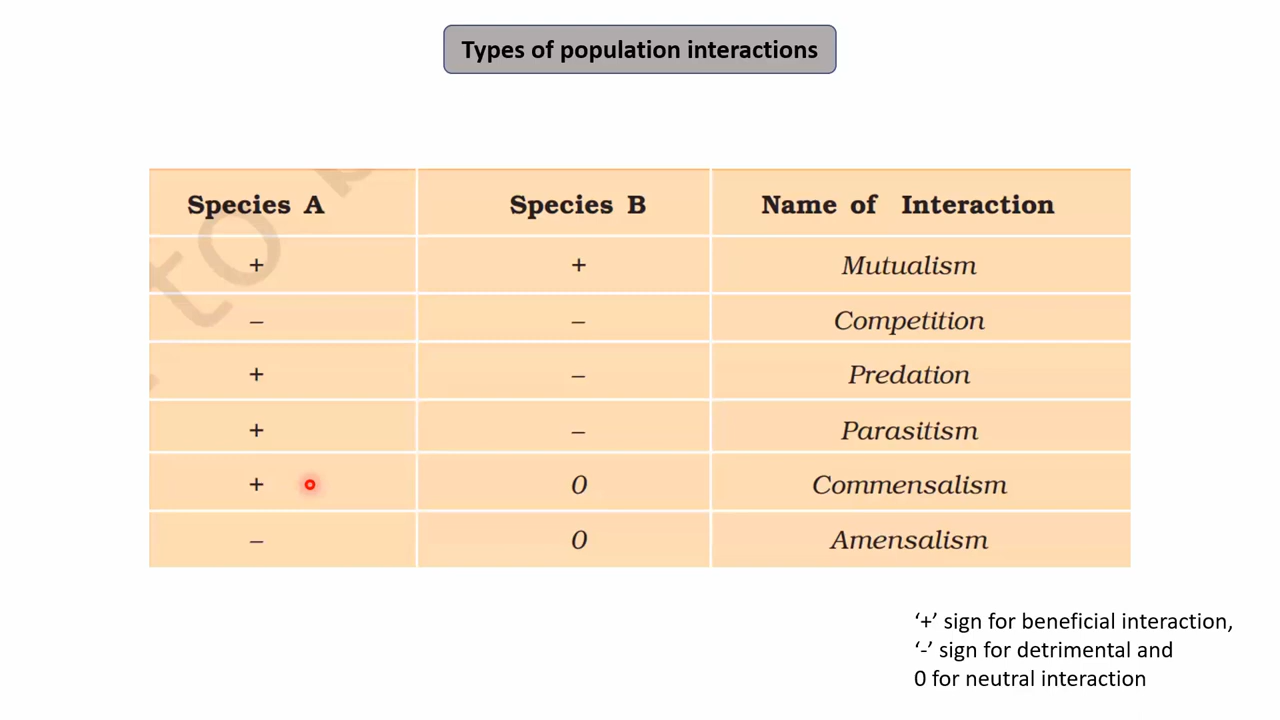 Types of population interactions
Species A Species B Name of Interaction
+ + Mutualism
– – Competition
+ – Predation
+ – Parasitism
+ 0 Commensalism
– 0 Amensalism
‘+’ sign for beneficial interaction,
‘-’ sign for detrimental and
0 for neutral interaction
to